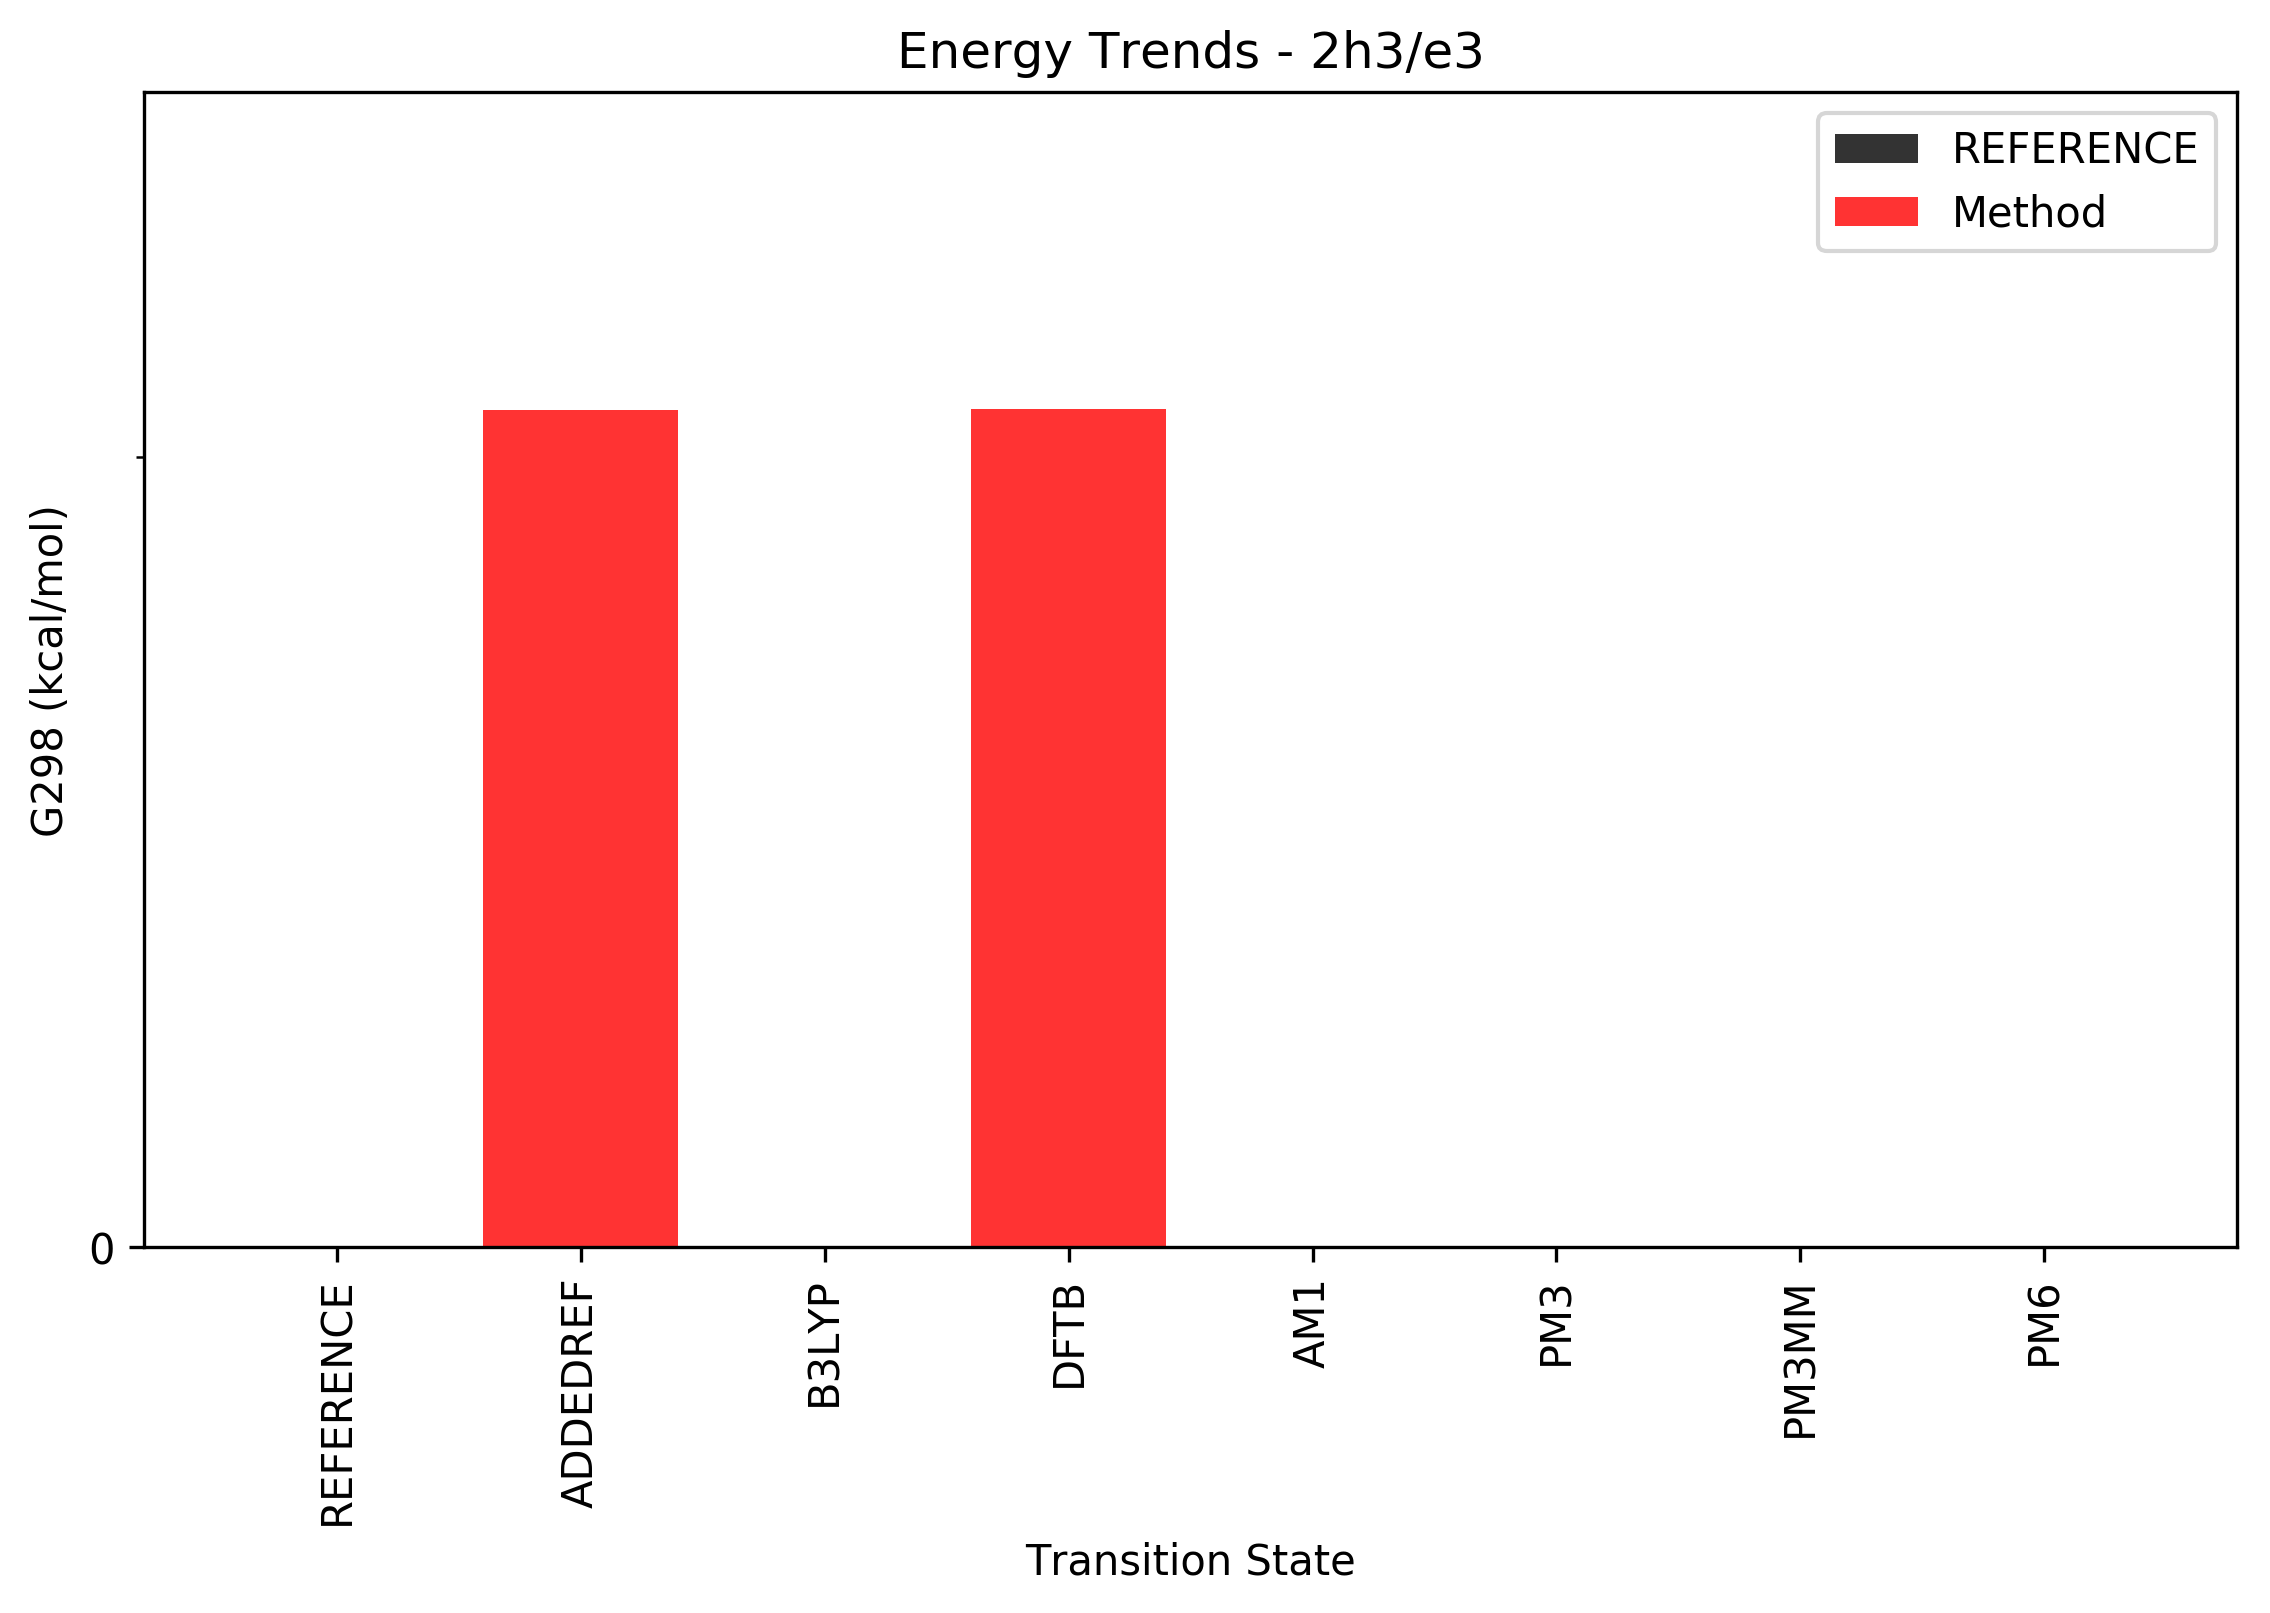 Energy Trends - 2h3/e3
REFERENCE
Method
G298 (kcal/mol)
0
REFERENCE
ADDEDREF
B3LYP
DFTB
AM1
PM3
PM3MM
PM6
Transition State